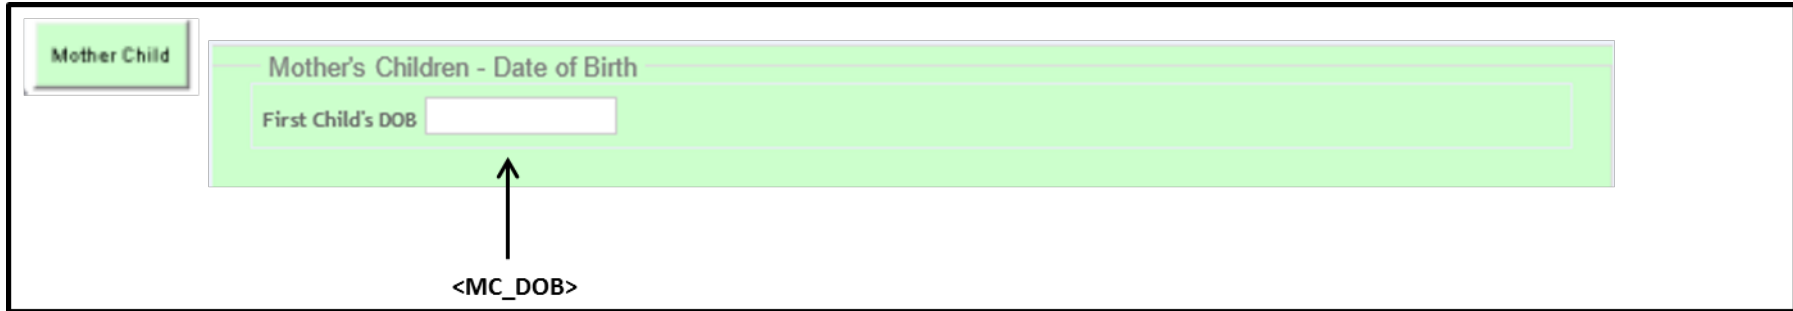 Mother Child
Mother's Children - Date of Birth
First Child's DOB
<MC_DOB>